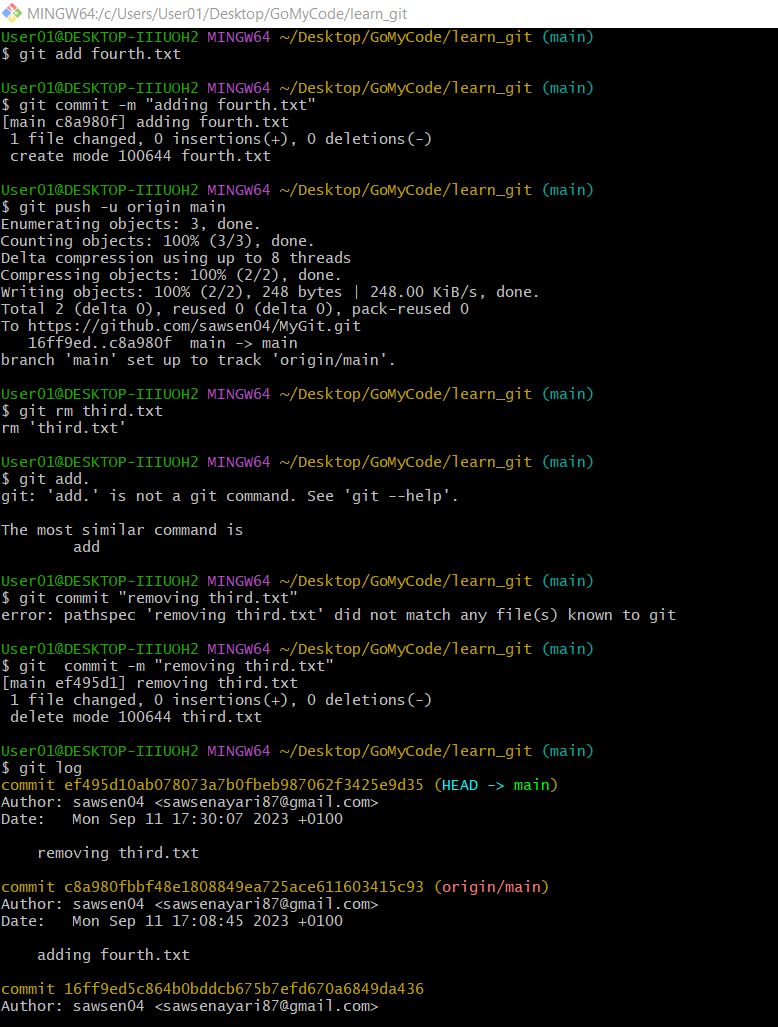 MINGW64:/c/Users/User01/Desktop/GoMyCode/learn_git
User01@DESKTOP-IIIUOH2 MINGW64 ~/Desktop/GoMyCode/learn_git (main)
$ git add fourth.txt
User01@DESKTOP-IIIUOH2 MINGW64 ~/Desktop/GoMyCode/learn_git (main)
$ git commit -m "adding fourth.txt"
[main c8a980f] adding fourth.txt
 1 file changed, 0 insertions(+), 0 deletions(-)
 create mode 100644 fourth.txt
User01@DESKTOP-IIIUOH2 MINGW64 ~/Desktop/GoMyCode/learn_git (main)
$ git push -u origin main
Enumerating objects: 3, done.
Counting objects: 100% (3/3), done.
Delta compression using up to 8 threads
Compressing objects: 100% (2/2), done.
Writing objects: 100% (2/2), 248 bytes | 248.00 KiB/s, done.
Total 2 (delta 0), reused 0 (delta 0), pack-reused 0
To https://github.com/sawsen04/MyGit.git
   16ff9ed..c8a980f  main -> main
branch 'main' set up to track 'origin/main'.
User01@DESKTOP-IIIUOH2 MINGW64 ~/Desktop/GoMyCode/learn_git (main)
$ git rm third.txt
rm 'third.txt'
User01@DESKTOP-IIIUOH2 MINGW64 ~/Desktop/GoMyCode/learn_git (main)
$ git add.
git: 'add.' is not a git command. See 'git --help'.
The most similar command is
        add
User01@DESKTOP-IIIUOH2 MINGW64 ~/Desktop/GoMyCode/learn_git (main)
$ git commit "removing third.txt"
error: pathspec 'removing third.txt' did not match any file(s) known to git
User01@DESKTOP-IIIUOH2 MINGW64 ~/Desktop/GoMyCode/learn_git (main)
$ git  commit -m "removing third.txt"
[main ef495d1] removing third.txt
 1 file changed, 0 insertions(+), 0 deletions(-)
 delete mode 100644 third.txt
User01@DESKTOP-IIIUOH2 MINGW64 ~/Desktop/GoMyCode/learn_git (main)
$ git log
commit ef495d10ab078073a7b0fbeb987062f3425e9d35 (HEAD -> main)
Author: sawsen04 <sawsenayari87@gmail.com>
Date:   Mon Sep 11 17:30:07 2023 +0100
    removing third.txt
commit c8a980fbbf48e1808849ea725ace611603415c93 (origin/main)
Author: sawsen04 <sawsenayari87@gmail.com>
Date:   Mon Sep 11 17:08:45 2023 +0100
    adding fourth.txt
commit 16ff9ed5c864b0bddcb675b7efd670a6849da436
Author: sawsen04 <sawsenayari87@gmail.com>